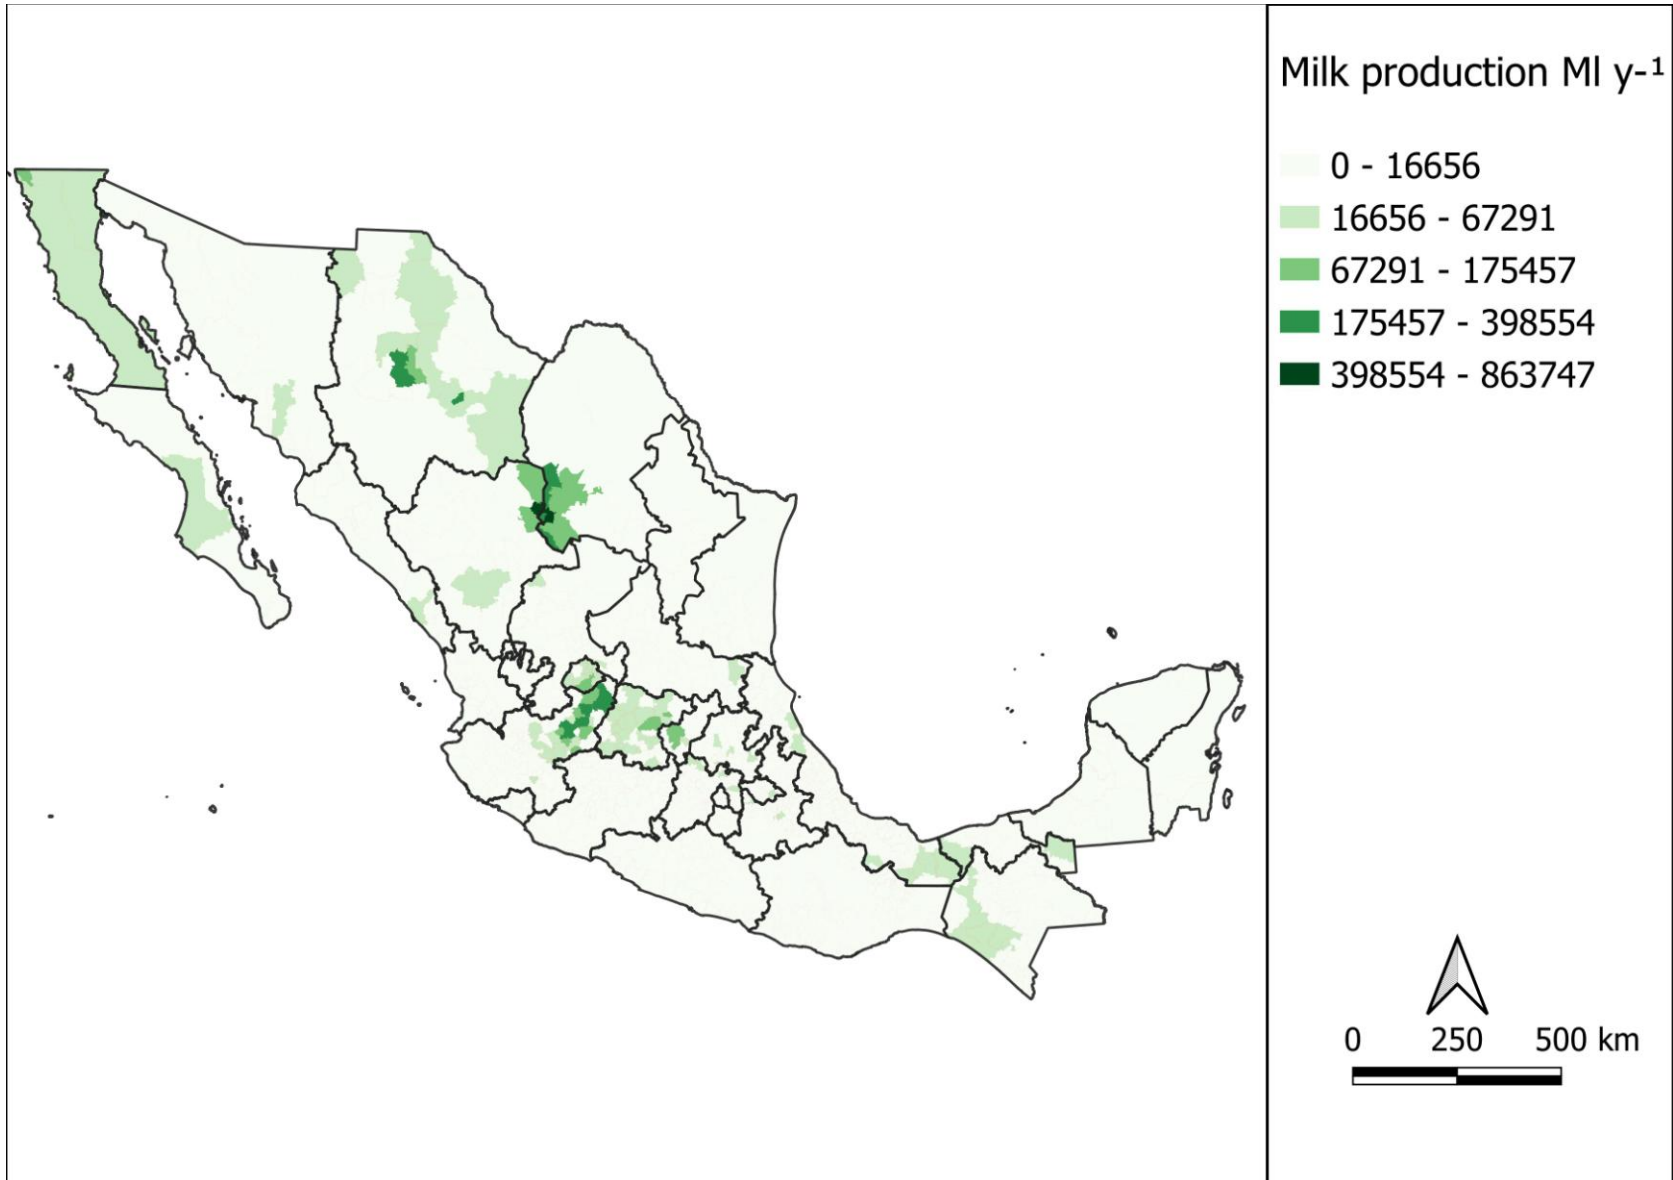 Milk production Ml y-¹
0 - 16656
16656 - 67291
67291 - 175457
175457 - 398554
398554 - 863747
0 250 500 km